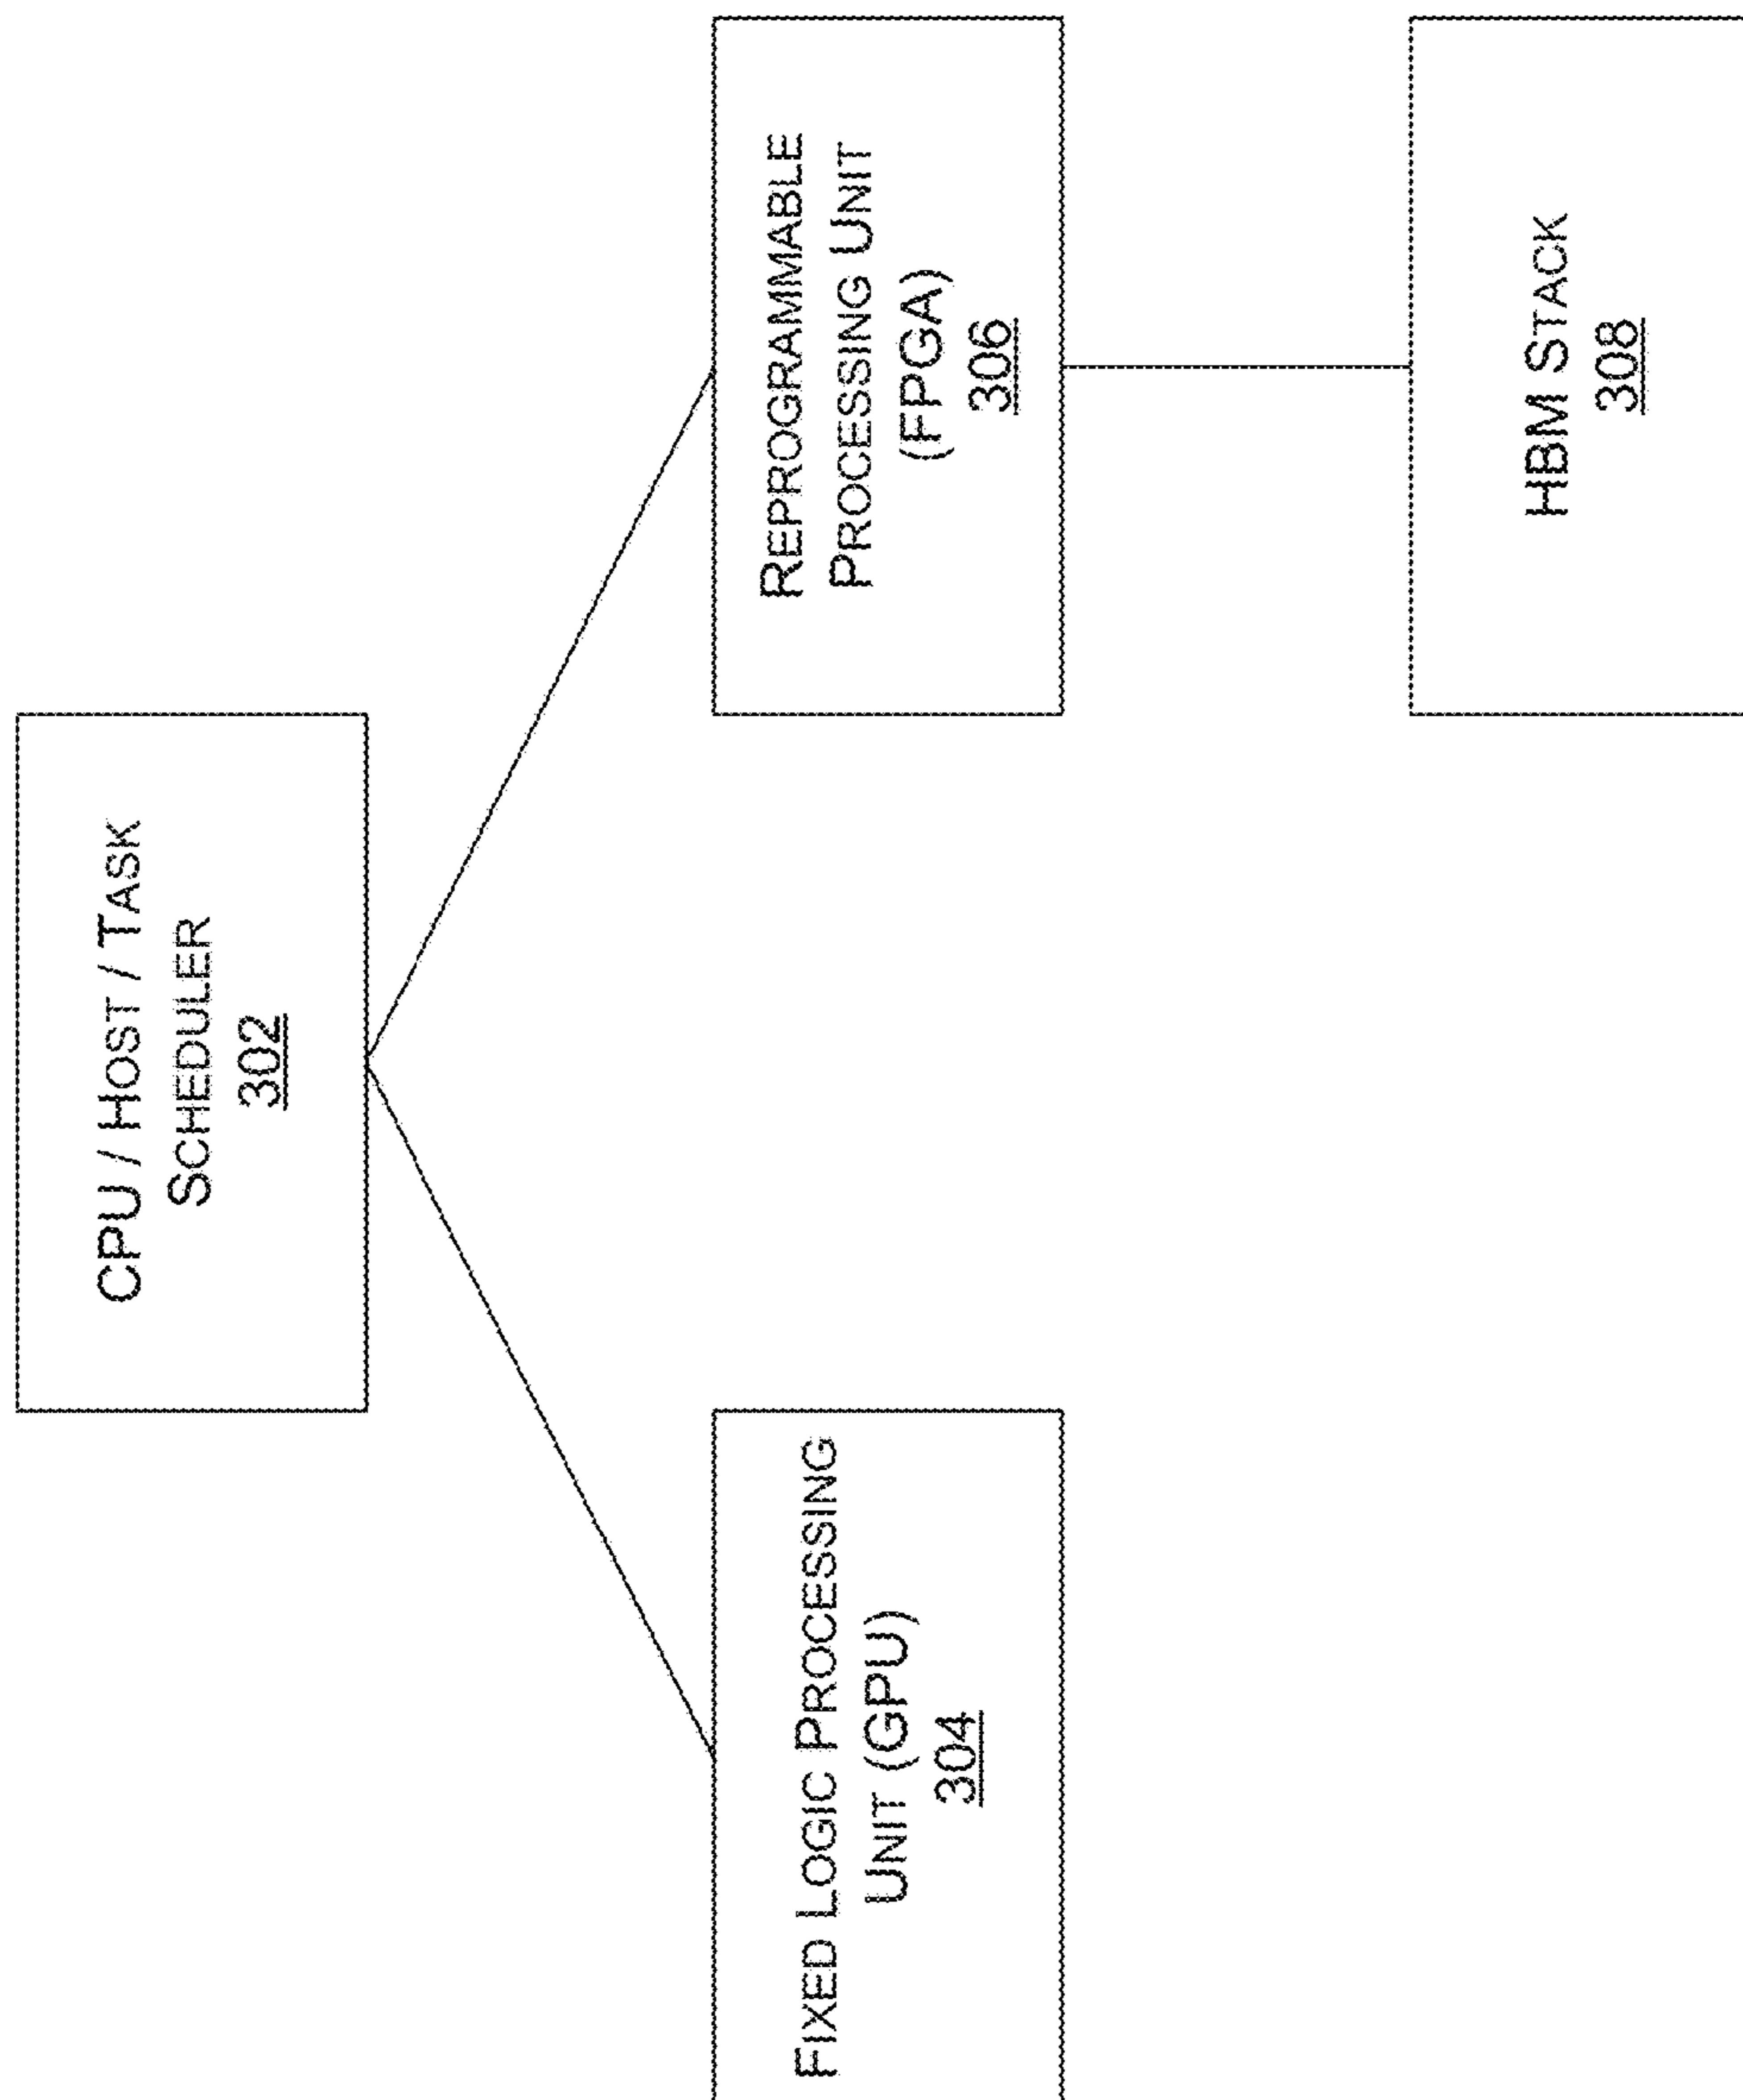 CPU / HOST / TASK
SCHEDULER
302
FIXED LOGIC PROCESSING
UNIT (GPU)
304
REPROGRAMMABLE
PROCESSING UNIT
(FPGA)
306
HBM STACK
308